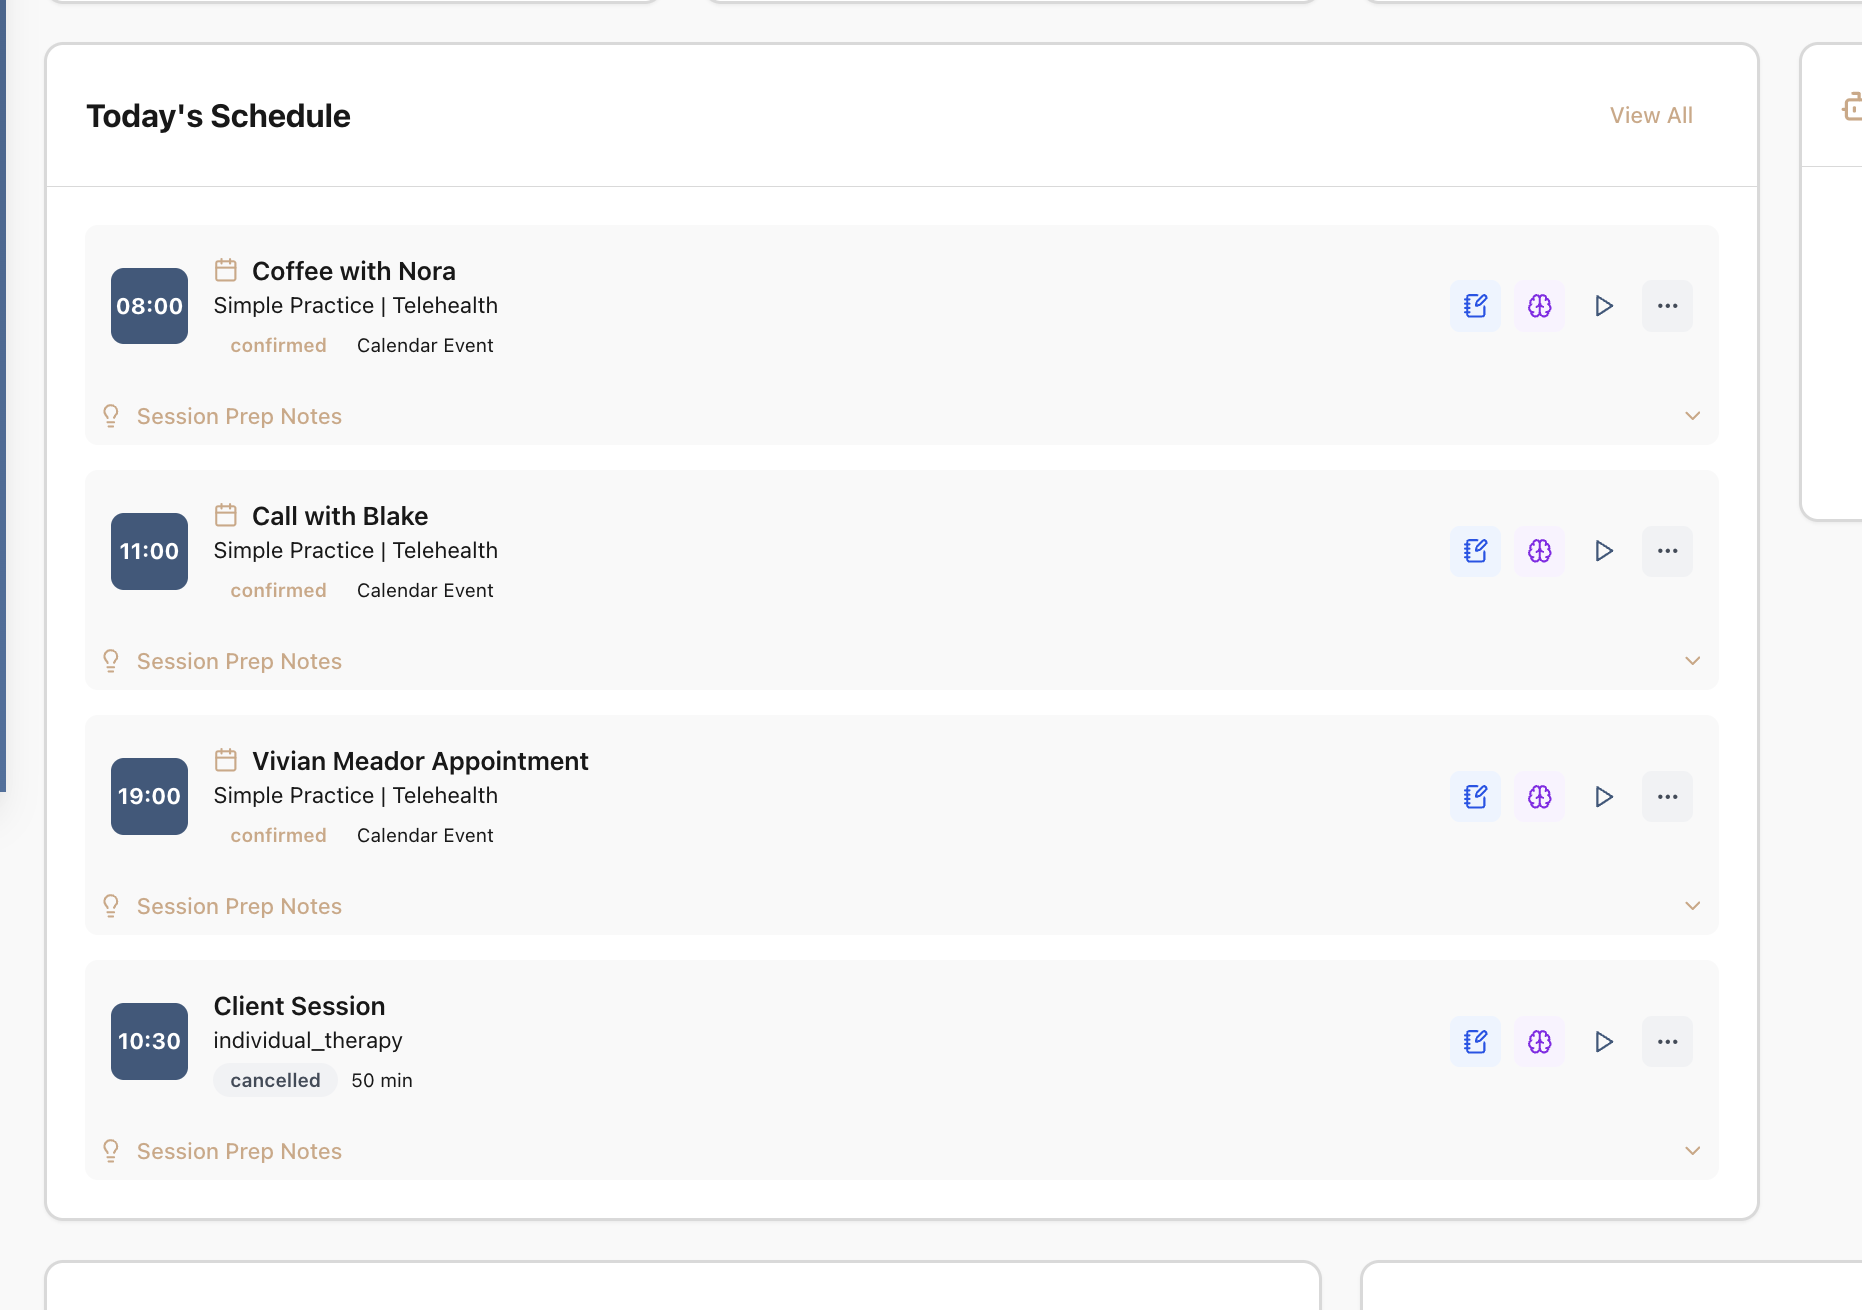 Today's Schedule
View All
08:00
Coffee with Nora
Simple Practice | Telehealth
confirmed Calendar Event
Session Prep Notes
11:00
Call with Blake
Simple Practice | Telehealth
confirmed Calendar Event
Session Prep Notes
19:00
Vivian Meador Appointment
Simple Practice | Telehealth
confirmed Calendar Event
Session Prep Notes
10:30
Client Session
individual_therapy
cancelled 50 min
Session Prep Notes